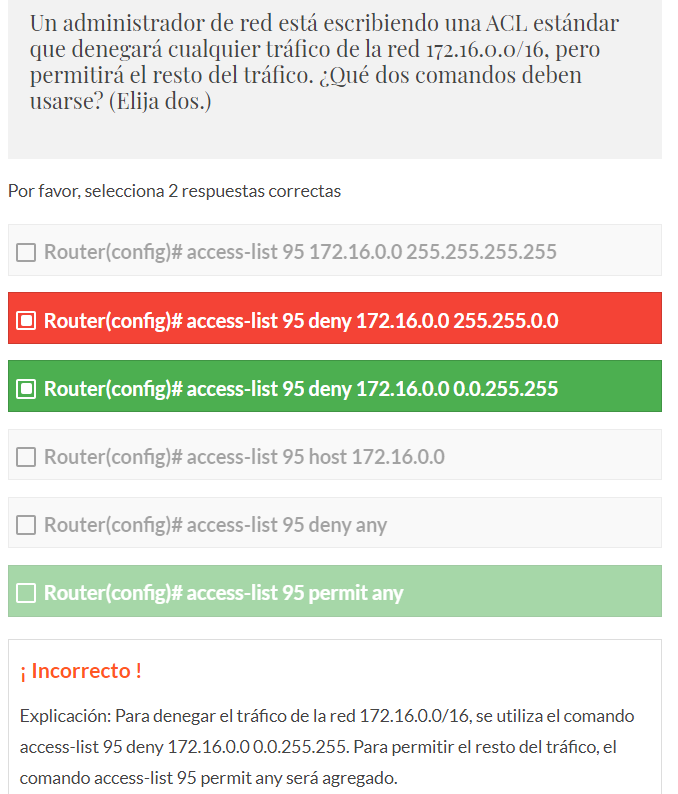 Un administrador de red está escribiendo una ACL estándar
que denegará cualquier tráfico de la red 172.16.0.0/16, pero
permitirá el resto del tráfico. ¿Qué dos comandos deben
usarse? (Elija dos.)
Por favor, selecciona 2 respuestas correctas
Router(config)# access-list 95 172.16.0.0 255.255.255.255
Router(config)# access-list 95 deny 172.16.0.0 255.255.0.0
Router(config)# access-list 95 deny 172.16.0.0 0.0.255.255
Router(config)# access-list 95 host 172.16.0.0
Router(config)# access-list 95 deny any
Router(config)# access-list 95 permit any
¡ Incorrecto !
Explicación: Para denegar el tráfico de la red 172.16.0.0/16, se utiliza el comando
access-list 95 deny 172.16.0.0 0.0.255.255. Para permitir el resto del tráfico, el
comando access-list 95 permit any será agregado.